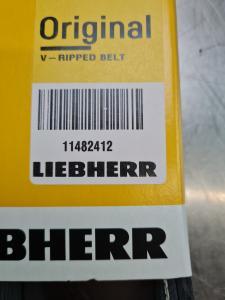 Original
V-RIPPED BELT
11482412
LIEBHERR
BHERR